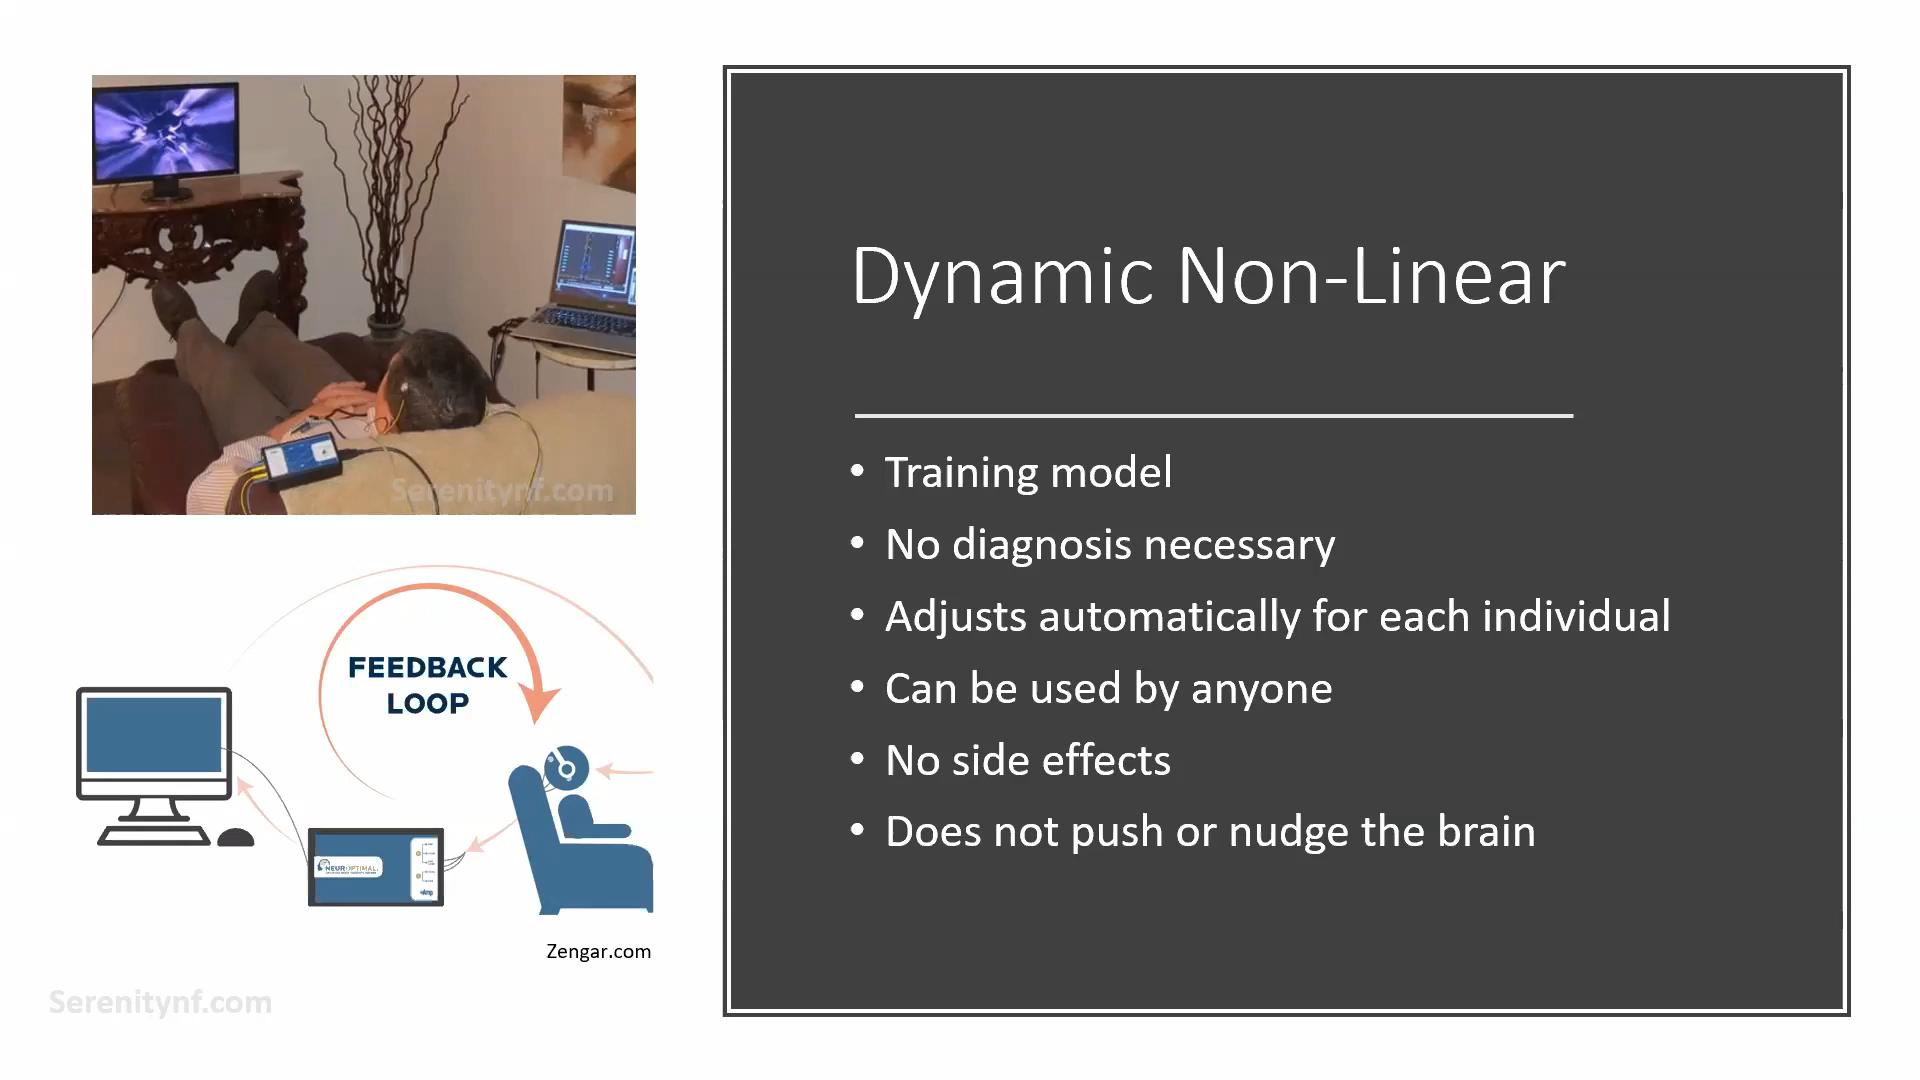 Serenitynf.com
FEEDBACK
LOOP
NEUROPTIMAL
Zengar.com
Serenitynf.com
Dynamic Non-Linear
• Training model
• No diagnosis necessary
• Adjusts automatically for each individual
• Can be used by anyone
• No side effects
• Does not push or nudge the brain